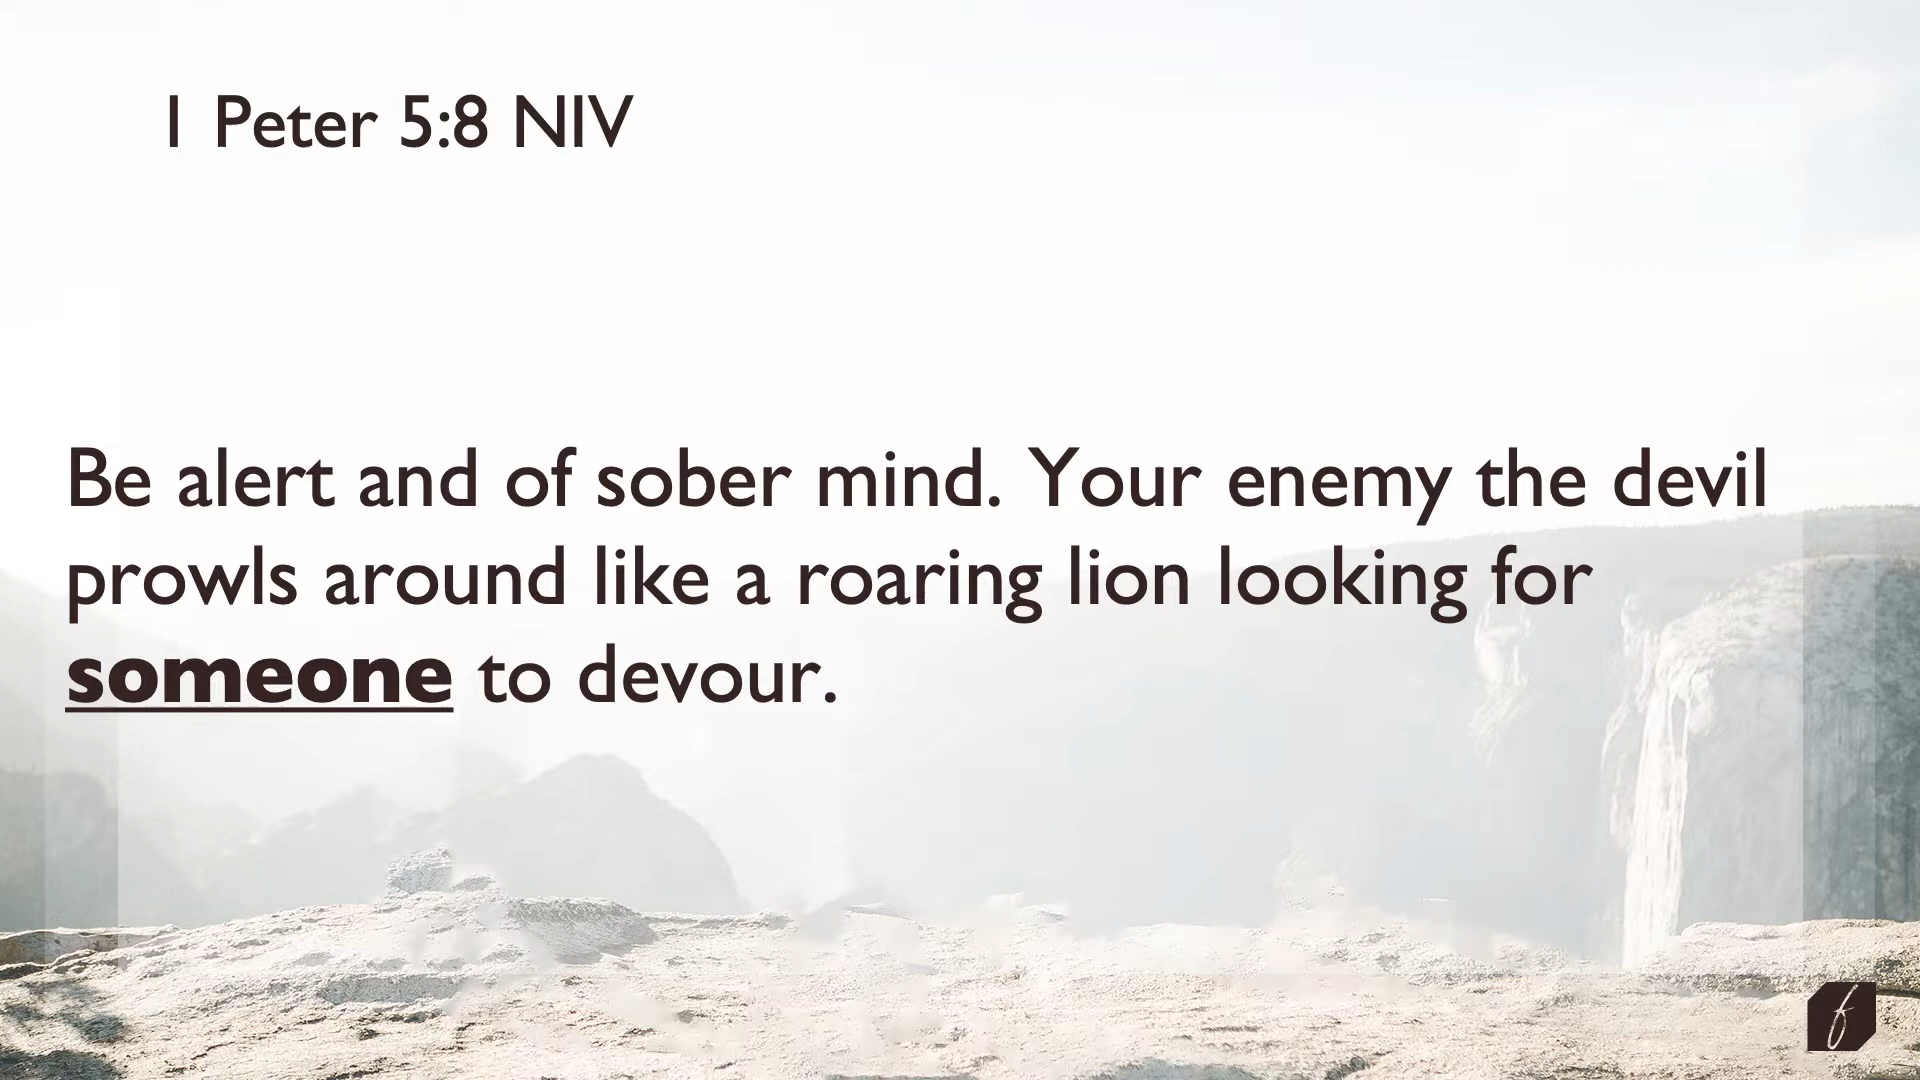 1 Peter 5:8 NIV
Be alert and of sober mind. Your enemy the devil
prowls around like a roaring lion looking for
someone to devour.
f